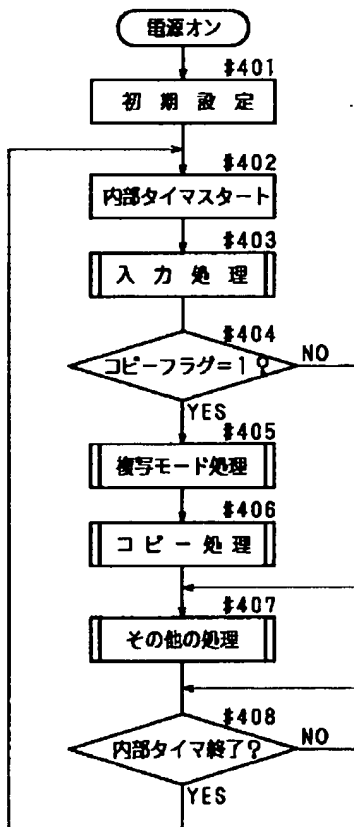 電源オン
#401
初期設定
#402
内部タイマスタート
#403
入力処理
#404
コピーフラグ=1?
NO
YES
#405
複写モード処理
#406
コピー処理
#407
その他の処理
#408
内部タイマ終了?
NO
YES